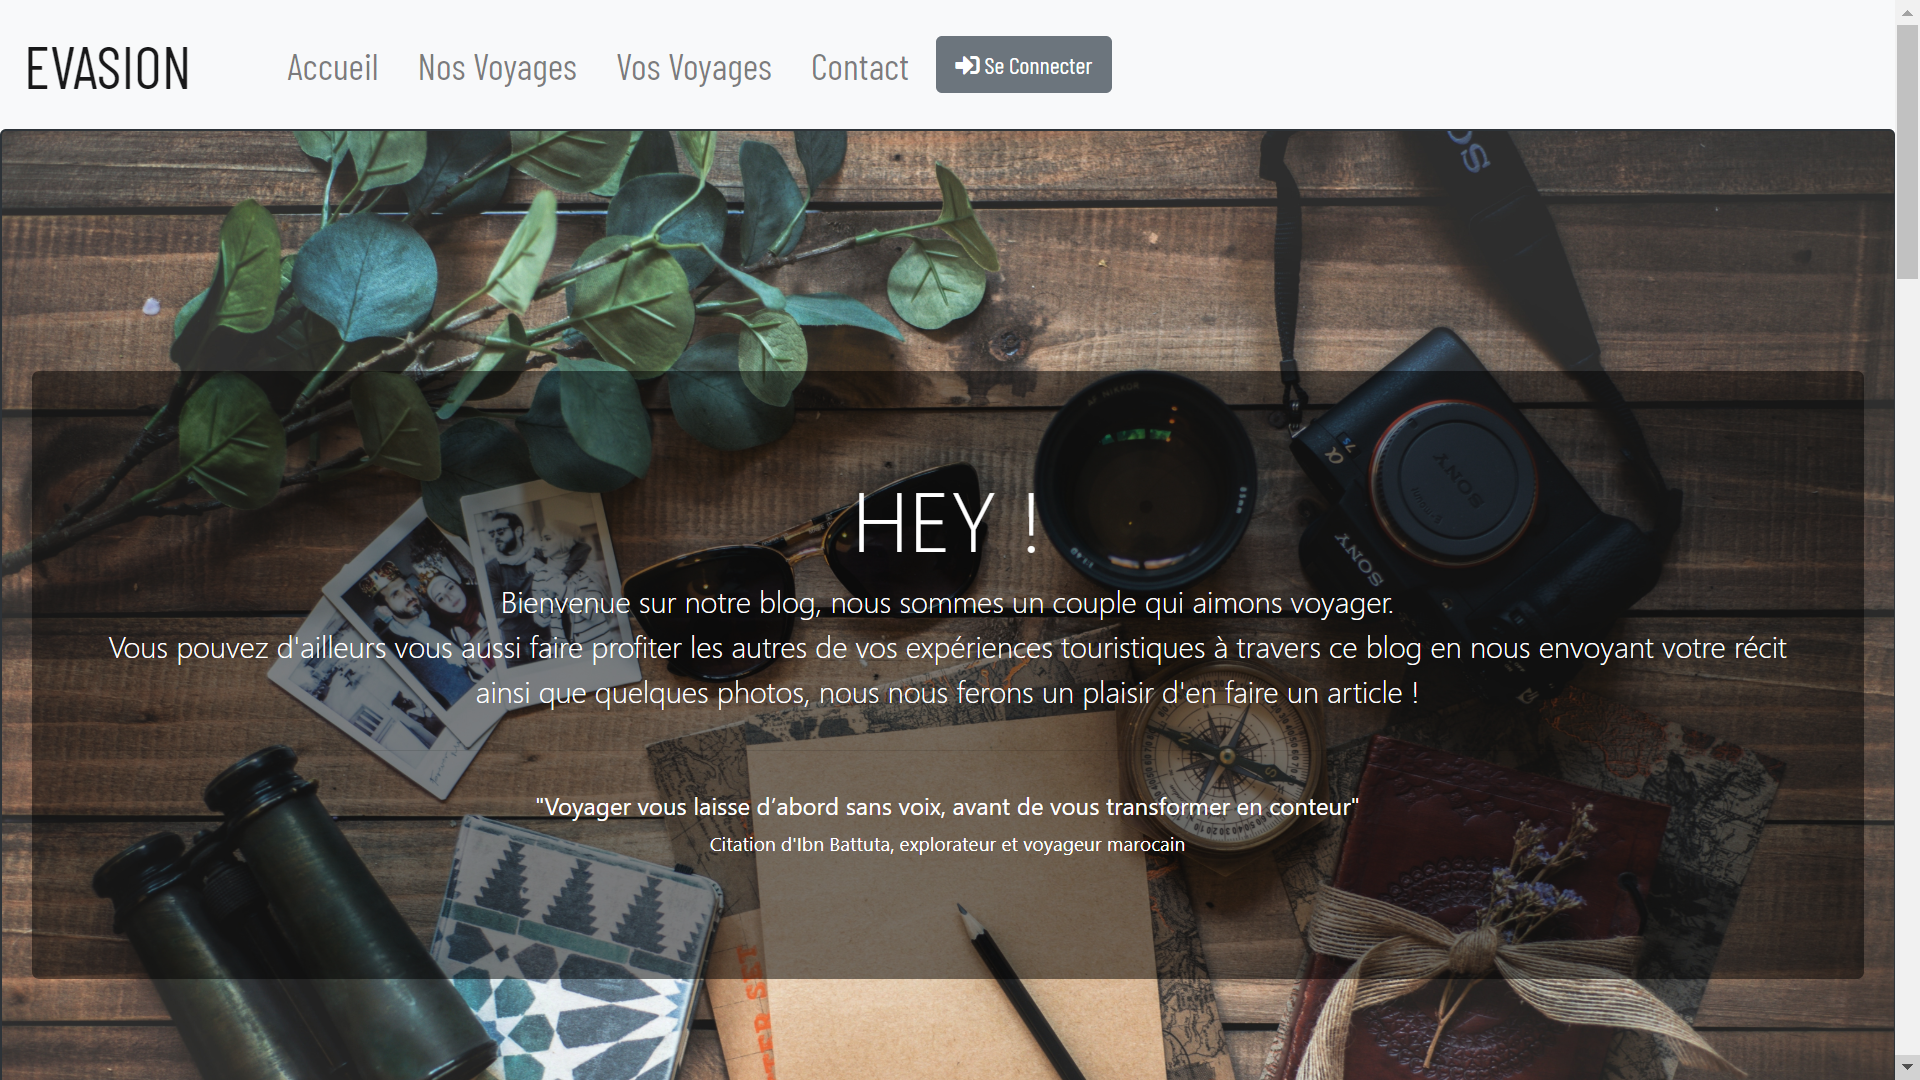 EVASION
Accueil
Nos Voyages
Vos Voyages
Contact
Se Connecter
SONY
SONY
α 7s
HEY !
Bienvenue sur notre blog, nous sommes un couple qui aimons voyager.
Vous pouvez d'ailleurs vous aussi faire profiter les autres de vos expériences touristiques à travers ce blog en nous envoyant votre récit
ainsi que quelques photos, nous nous ferons un plaisir d'en faire un article !
"Voyager vous laisse d’abord sans voix, avant de vous transformer en conteur"
Citation d'Ibn Battuta, explorateur et voyageur marocain